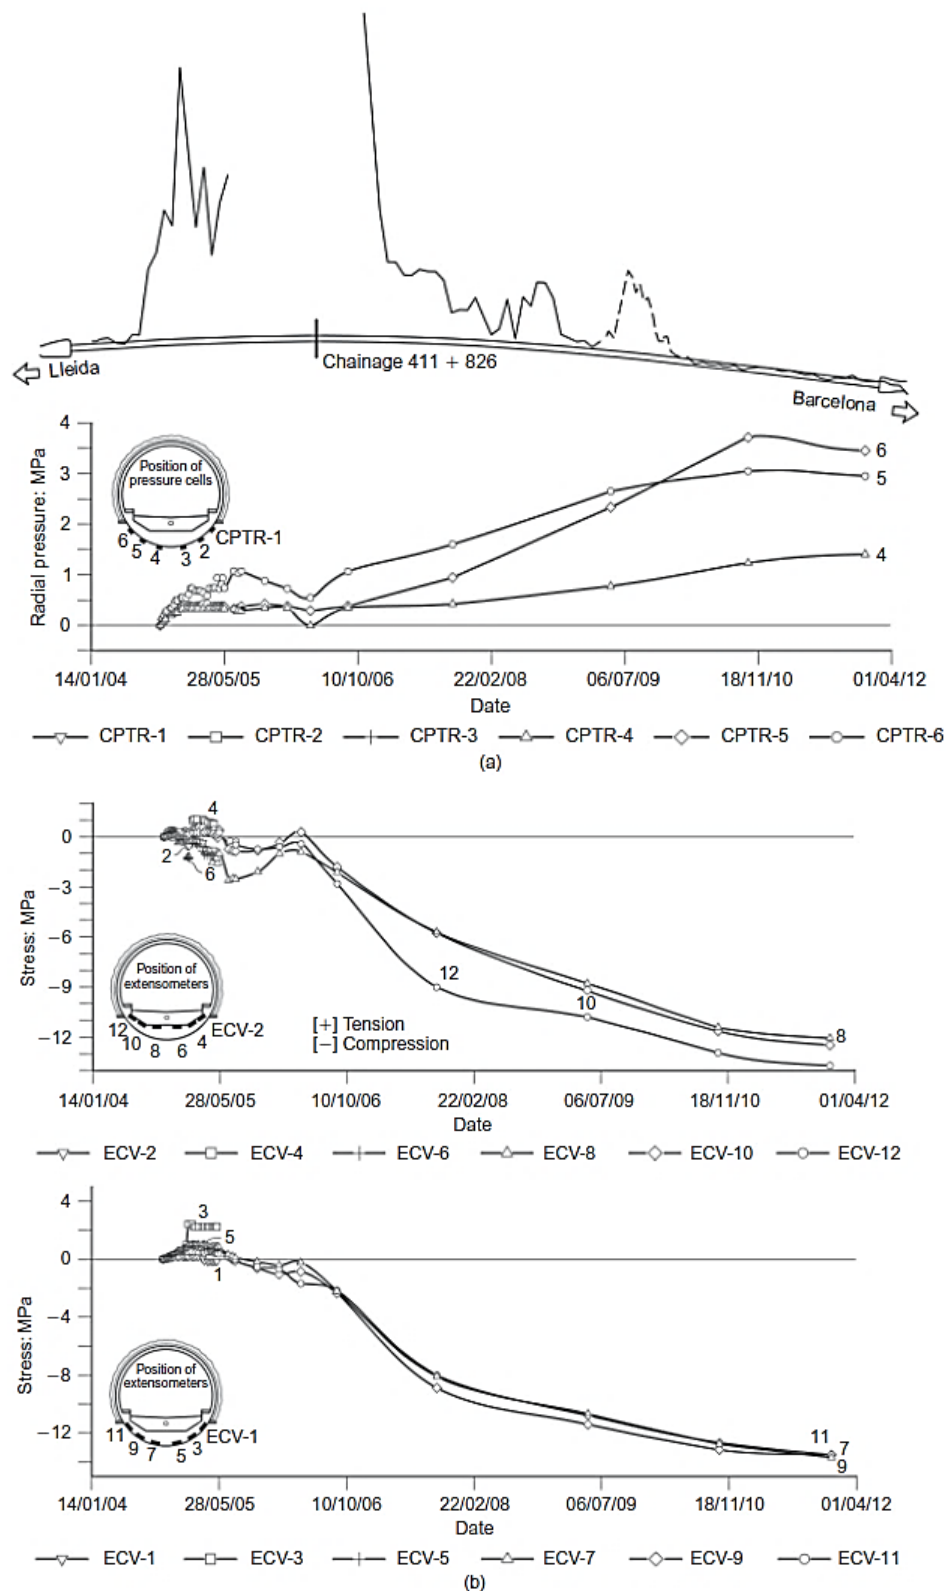 Lleida
Chainage 411 + 826
Barcelona
Radial pressure: MPa
4
3
2
1
0
Position of
pressure cells
CPTR-1
6
5
4
3
2
6
5
4
14/01/04
28/05/05
10/10/06
22/02/08
06/07/09
18/11/10
01/04/12
Date
CPTR-1
CPTR-2
CPTR-3
CPTR-4
CPTR-5
CPTR-6
(a)
Stress: MPa
0
−3
−6
−9
−12
4
2
6
Position of
extensometers
ECV-2
12
10
8
6
4
[+] Tension
[−] Compression
12
10
8
14/01/04
28/05/05
10/10/06
22/02/08
06/07/09
18/11/10
01/04/12
Date
ECV-2
ECV-4
ECV-6
ECV-8
ECV-10
ECV-12
Stress: MPa
4
0
−4
−8
−12
3
5
1
Position of
extensometers
ECV-1
11
9
7
5
3
11
7
9
14/01/04
28/05/05
10/10/06
22/02/08
06/07/09
18/11/10
01/04/12
Date
ECV-1
ECV-3
ECV-5
ECV-7
ECV-9
ECV-11
(b)